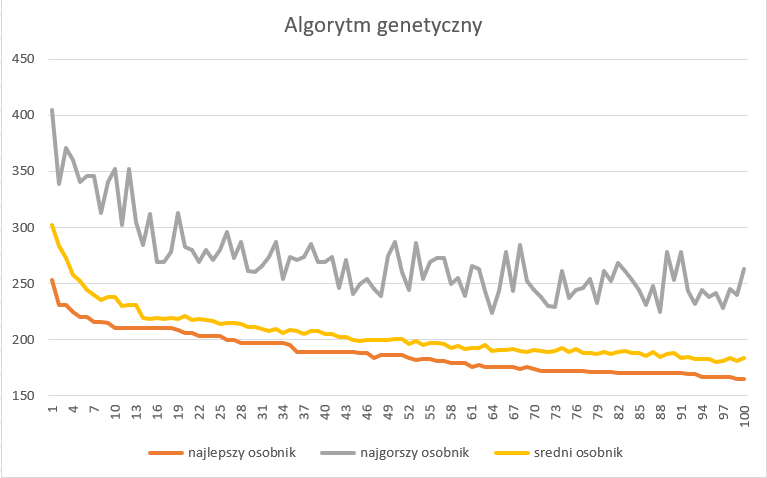 Algorytm genetyczny
450
400
350
300
250
200
150
1 4 7 10 13 16 19 22 25 28 31 34 37 40 43 46 49 52 55 58 61 64 67 70 73 76 79 82 85 88 91 94 97 100
najlepszy osobnik najgorszy osobnik sredni osobnik